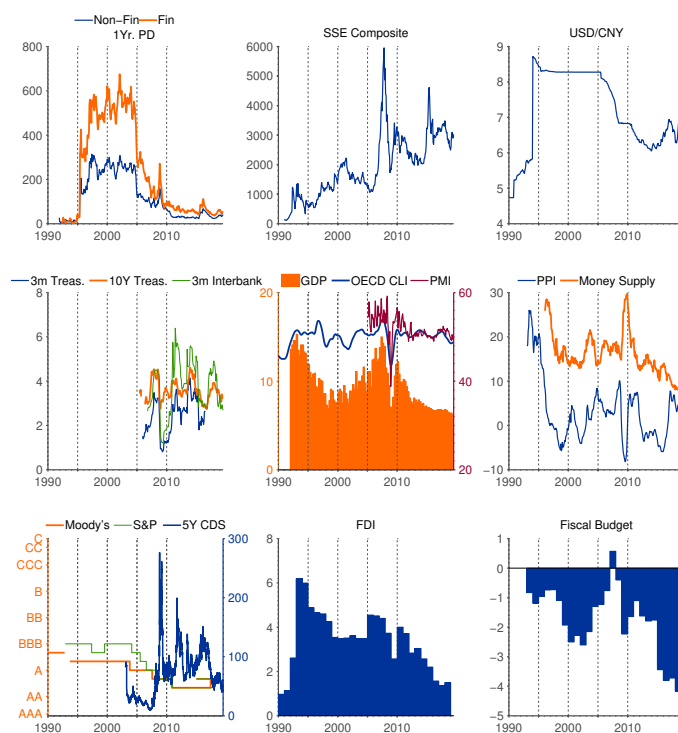 Non−Fin Fin
1Yr. PD
SSE Composite
USD/CNY
800
600
400
200
0
1990 2000 2010
6000
5000
4000
3000
2000
1000
0
1990 2000 2010
9
8
7
6
5
4
1990 2000 2010
3m Treas. 10Y Treas. 3m Interbank
GDP OECD CLI PMI
PPI Money Supply
8
6
4
2
0
1990 2000 2010
20
10
0
60
40
20
1990 2000 2010
30
20
10
0
−10
1990 2000 2010
Moody's S&P 5Y CDS
FDI
Fiscal Budget
C
CC
CCC
B
BB
BBB
A
AA
AAA
300
200
100
0
1990 2000 2010
8
6
4
2
0
1990 2000 2010
1
0
−1
−2
−3
−4
−5
1990 2000 2010